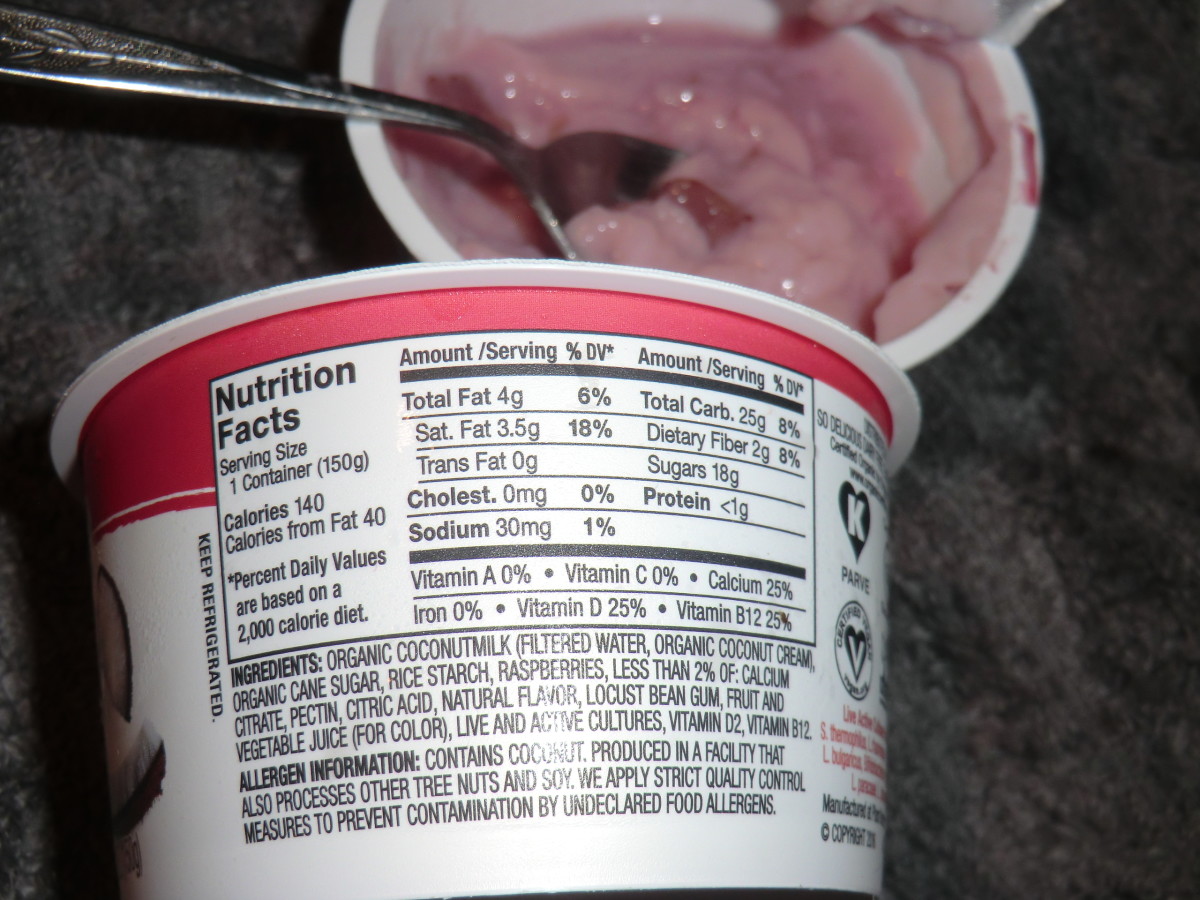 Nutrition
Facts
Serving Size
1 Container (150g)
Calories 140
Calories from Fat 40
*Percent Daily Values
are based on a
2,000 calorie diet.
Amount /Serving % DV* Amount /Serving % DV*
Total Fat 4g 6% Total Carb. 25g 8%
Sat. Fat 3.5g 18% Dietary Fiber 2g 8%
Trans Fat 0g Sugars 18g
Cholest. 0mg 0% Protein <1g
Sodium 30mg 1%
Vitamin A 0% • Vitamin C 0% • Calcium 25%
Iron 0% • Vitamin D 25% • Vitamin B12 25%
KEEP REFRIGERATED.
INGREDIENTS: ORGANIC COCONUTMILK (FILTERED WATER, ORGANIC COCONUT CREAM),
ORGANIC CANE SUGAR, RICE STARCH, RASPBERRIES, LESS THAN 2% OF: CALCIUM
CITRATE, PECTIN, CITRIC ACID, NATURAL FLAVOR, LOCUST BEAN GUM, FRUIT AND
VEGETABLE JUICE (FOR COLOR), LIVE AND ACTIVE CULTURES, VITAMIN D2, VITAMIN B12.
ALLERGEN INFORMATION: CONTAINS COCONUT. PRODUCED IN A FACILITY THAT
ALSO PROCESSES OTHER TREE NUTS AND SOY. WE APPLY STRICT QUALITY CONTROL
MEASURES TO PREVENT CONTAMINATION BY UNDECLARED FOOD ALLERGENS.
SO DELICIOUS
Certified
K
PARVE
CERTIFIED
V
Live Active
S. thermophilus,
L. bulgaricus,
Manufactured
© COPYRIGHT